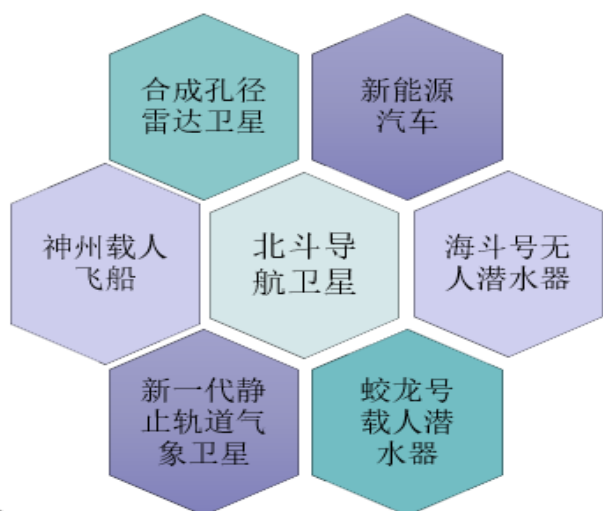 合成孔径
雷达卫星
新能源
汽车
神州载人
飞船
北斗导
航卫星
海斗号无
人潜水器
新一代静
止轨道气
象卫星
蛟龙号
载人潜
水器